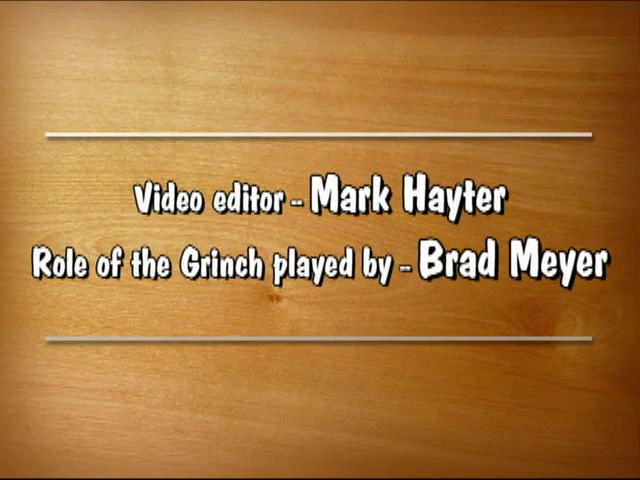 Video editor -- Mark Hayter
Role of the Grinch played by -- Brad Meyer